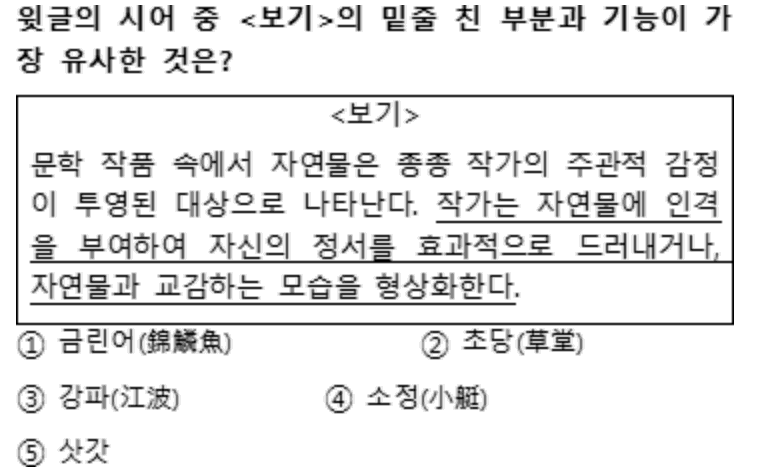 윗글의 시어 중 <보기>의 밑줄 친 부분과 기능이 가
장 유사한 것은?
<보기>
문학 작품 속에서 자연물은 종종 작가의 주관적 감정
이 투영된 대상으로 나타난다. 작가는 자연물에 인격
을 부여하여 자신의 정서를 효과적으로 드러내거나,
자연물과 교감하는 모습을 형상화한다.
① 금린어(錦鱗魚) ② 초당(草堂)
③ 강파(江波) ④ 소정(小艇)
⑤ 삿갓